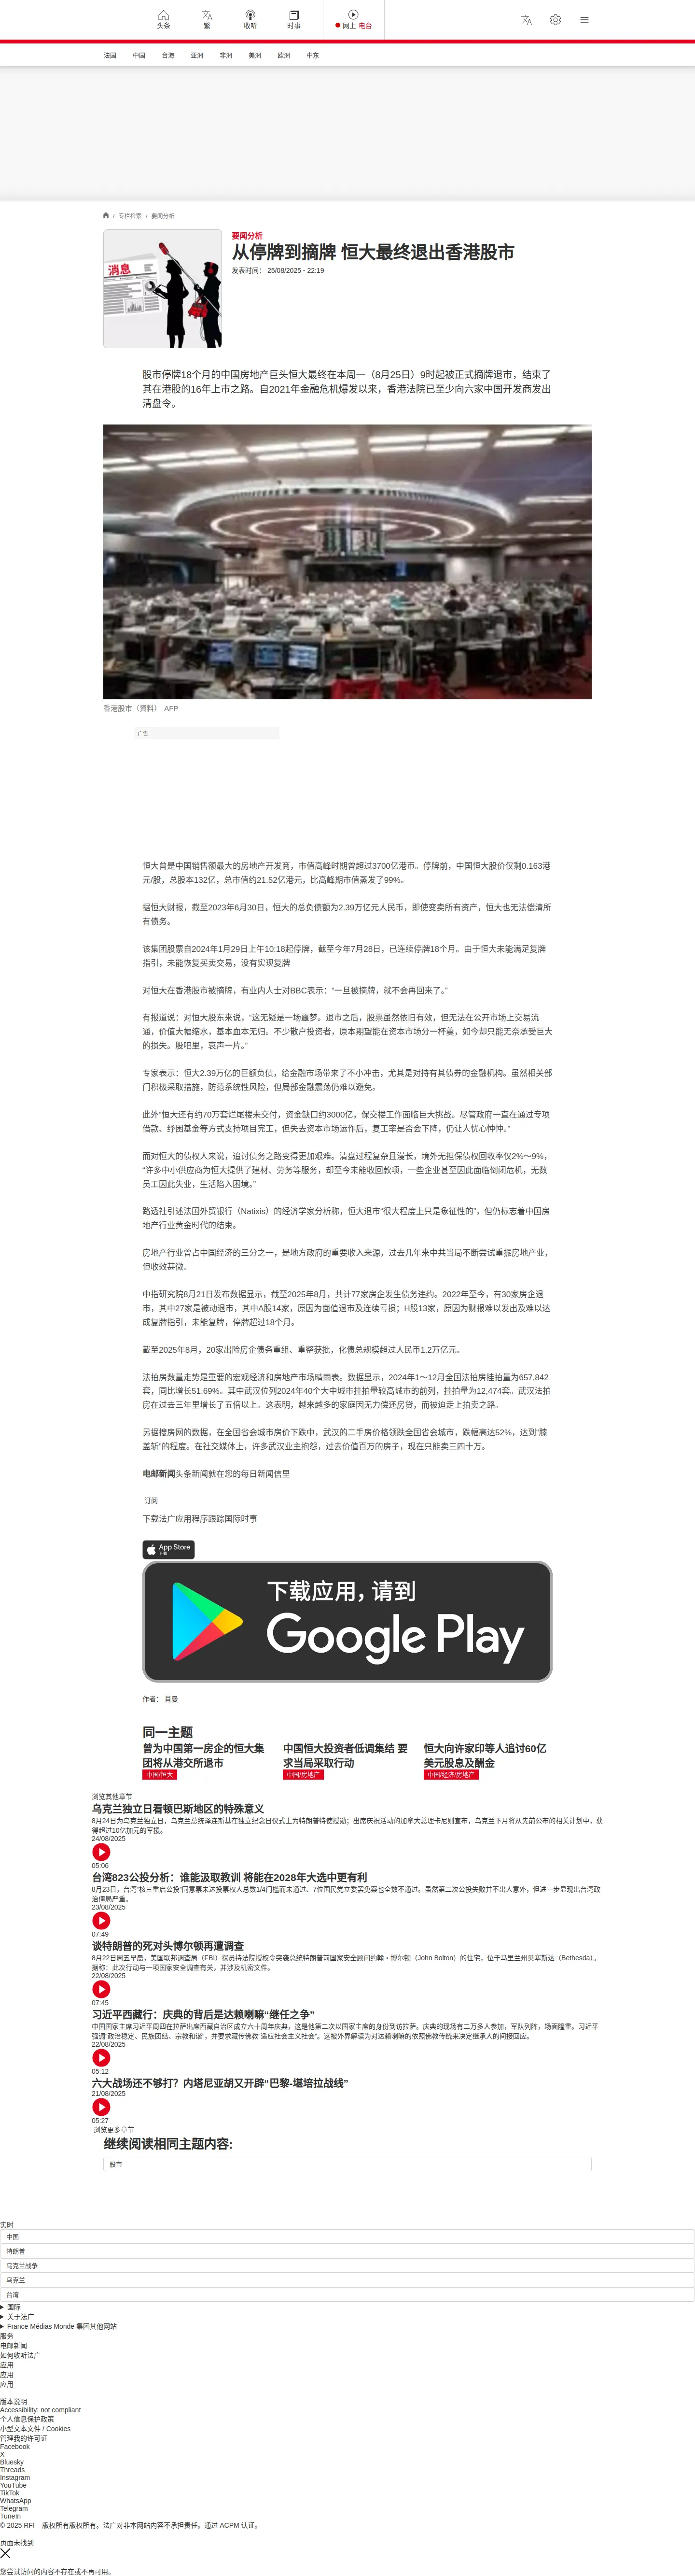 头条
繁
收听
时事
网上 电台
法国 中国 台海 亚洲 非洲 美洲 欧洲 中东
/ 专栏检索 / 要闻分析
消息
要闻分析
从停牌到摘牌 恒大最终退出香港股市
发表时间： 25/08/2025 - 22:19
股市停牌18个月的中国房地产巨头恒大最终在本周一（8月25日）9时起被正式摘牌退市，结束了
其在港股的16年上市之路。自2021年金融危机爆发以来，香港法院已至少向六家中国开发商发出
清盘令。
香港股市（資料） AFP
广告
恒大曾是中国销售额最大的房地产开发商，市值高峰时期曾超过3700亿港币。停牌前，中国恒大股价仅剩0.163港
元/股，总股本132亿，总市值约21.52亿港元，比高峰期市值蒸发了99%。
据恒大财报，截至2023年6月30日，恒大的总负债额为2.39万亿元人民币，即使变卖所有资产，恒大也无法偿清所
有债务。
该集团股票自2024年1月29日上午10:18起停牌，截至今年7月28日，已连续停牌18个月。由于恒大未能满足复牌
指引，未能恢复买卖交易，没有实现复牌
对恒大在香港股市被摘牌，有业内人士对BBC表示：“一旦被摘牌，就不会再回来了。”
有报道说：对恒大股东来说，“这无疑是一场噩梦。退市之后，股票虽然依旧有效，但无法在公开市场上交易流
通，价值大幅缩水，基本血本无归。不少散户投资者，原本期望能在资本市场分一杯羹，如今却只能无奈承受巨大
的损失。股吧里，哀声一片。”
专家表示：恒大2.39万亿的巨额负债，给金融市场带来了不小冲击，尤其是对持有其债券的金融机构。虽然相关部
门积极采取措施，防范系统性风险，但局部金融震荡仍难以避免。
此外“恒大还有约70万套烂尾楼未交付，资金缺口约3000亿，保交楼工作面临巨大挑战。尽管政府一直在通过专项
借款、纾困基金等方式支持项目完工，但失去资本市场运作后，复工率是否会下降，仍让人忧心忡忡。”
而对恒大的债权人来说，追讨债务之路变得更加艰难。清盘过程复杂且漫长，境外无担保债权回收率仅2%～9%，
“许多中小供应商为恒大提供了建材、劳务等服务，却至今未能收回款项，一些企业甚至因此面临倒闭危机，无数
员工因此失业，生活陷入困境。”
路透社引述法国外贸银行（Natixis）的经济学家分析称，恒大退市“很大程度上只是象征性的”，但仍标志着中国房
地产行业黄金时代的结束。
房地产行业曾占中国经济的三分之一，是地方政府的重要收入来源，过去几年来中共当局不断尝试重振房地产业，
但收效甚微。
中指研究院8月21日发布数据显示，截至2025年8月，共计77家房企发生债务违约。2022年至今，有30家房企退
市，其中27家是被动退市，其中A股14家，原因为面值退市及连续亏损；H股13家，原因为财报难以发出及难以达
成复牌指引，未能复牌，停牌超过18个月。
截至2025年8月，20家出险房企债务重组、重整获批，化债总规模超过人民币1.2万亿元。
法拍房数量走势是重要的宏观经济和房地产市场晴雨表。数据显示，2024年1～12月全国法拍房挂拍量为657,842
套，同比增长51.69%。其中武汉位列2024年40个大中城市挂拍量较高城市的前列，挂拍量为12,474套。武汉法拍
房在过去三年里增长了五倍以上。这表明，越来越多的家庭因无力偿还房贷，而被迫走上拍卖之路。
另据搜房网的数据，在全国省会城市房价下跌中，武汉的二手房价格领跌全国省会城市，跌幅高达52%，达到“膝
盖斩”的程度。在社交媒体上，许多武汉业主抱怨，过去价值百万的房子，现在只能卖三四十万。
电邮新闻头条新闻就在您的每日新闻信里
订阅
下载法广应用程序跟踪国际时事
App Store
下载
下载应用，请到
Google Play
作者： 肖曼
同一主题
曾为中国第一房企的恒大集
团将从港交所退市
中国/恒大
中国恒大投资者低调集结 要
求当局采取行动
中国/房地产
恒大向许家印等人追讨60亿
美元股息及酬金
中国/经济/房地产
浏览其他章节
乌克兰独立日看顿巴斯地区的特殊意义
8月24日为乌克兰独立日，乌克兰总统泽连斯基在独立纪念日仪式上为特朗普特使授勋；出席庆祝活动的加拿大总理卡尼则宣布，乌克兰下月将从先前公布的相关计划中，获
得超过10亿加元的军援。
24/08/2025
05:06
台湾823公投分析：谁能汲取教训 将能在2028年大选中更有利
8月23日，台湾“核三重启公投”同意票未达投票权人总数1/4门槛而未通过、7位国民党立委罢免案也全数不通过。虽然第二次公投失败并不出人意外，但进一步显现出台湾政
治僵局严重。
23/08/2025
07:49
谈特朗普的死对头博尔顿再遭调查
8月22日周五早晨，美国联邦调查局（FBI）探员持法院授权令突袭总统特朗普前国家安全顾问约翰・博尔顿（John Bolton）的住宅，位于马里兰州贝塞斯达（Bethesda）。
据称：此次行动与一项国家安全调查有关，并涉及机密文件。
22/08/2025
07:45
习近平西藏行：庆典的背后是达赖喇嘛“继任之争”
中国国家主席习近平周四在拉萨出席西藏自治区成立六十周年庆典，这是他第二次以国家主席的身份到访拉萨。庆典的现场有二万多人参加，军队列阵，场面隆重。习近平
强调“政治稳定、民族团结、宗教和谐”，并要求藏传佛教“适应社会主义社会”。这被外界解读为对达赖喇嘛的依照佛教传统来决定继承人的间接回应。
22/08/2025
05:12
六大战场还不够打？内塔尼亚胡又开辟“巴黎-堪培拉战线”
21/08/2025
05:27
浏览更多章节
继续阅读相同主题内容:
股市
实时
中国
特朗普
乌克兰战争
乌克兰
台湾
国际
关于法广
France Médias Monde 集团其他网站
服务
电邮新闻
如何收听法广
应用
应用
应用
版本说明
Accessibility: not compliant
个人信息保护政策
小型文本文件 / Cookies
管理我的许可证
Facebook
X
Bluesky
Threads
Instagram
YouTube
TikTok
WhatsApp
Telegram
TuneIn
© 2025 RFI – 版权所有版权所有。法广对非本网站内容不承担责任。通过 ACPM 认证。
页面未找到
您尝试访问的内容不存在或不再可用。